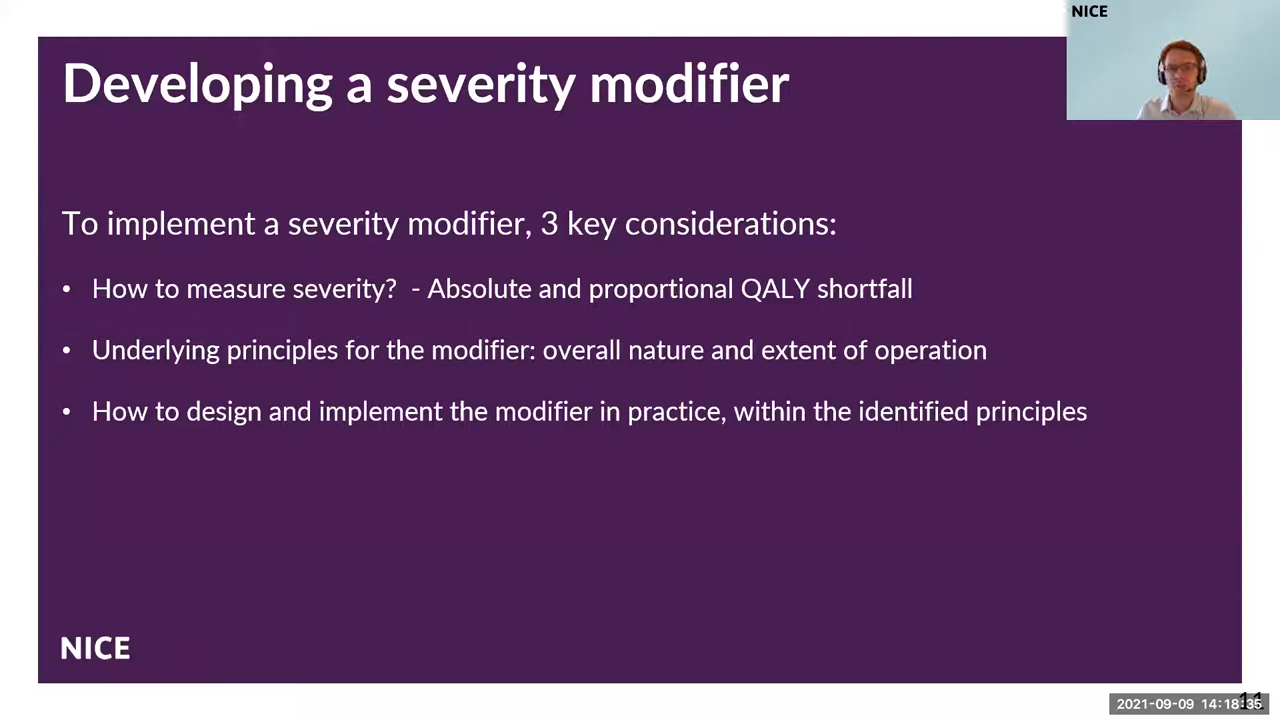 NICE
Developing a severity modifier
To implement a severity modifier, 3 key considerations:
• How to measure severity?  - Absolute and proportional QALY shortfall
• Underlying principles for the modifier: overall nature and extent of operation
• How to design and implement the modifier in practice, within the identified principles
NICE
11
2021-09-09 14:18:35